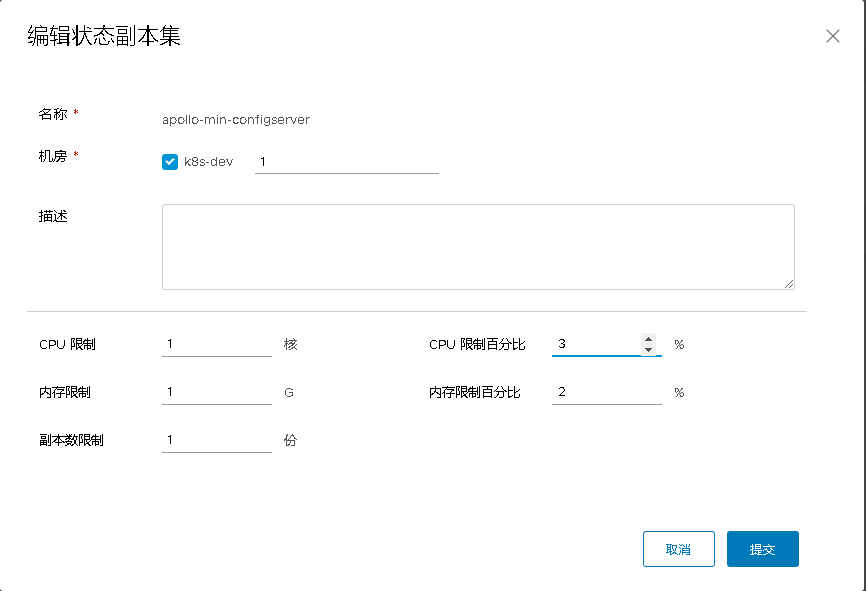 编辑状态副本集
名称 *
apollo-min-configserver
机房 *
k8s-dev 1
描述
CPU 限制 1 核 CPU 限制百分比 3 %
内存限制 1 G 内存限制百分比 2 %
副本数限制 1 份
取消 提交